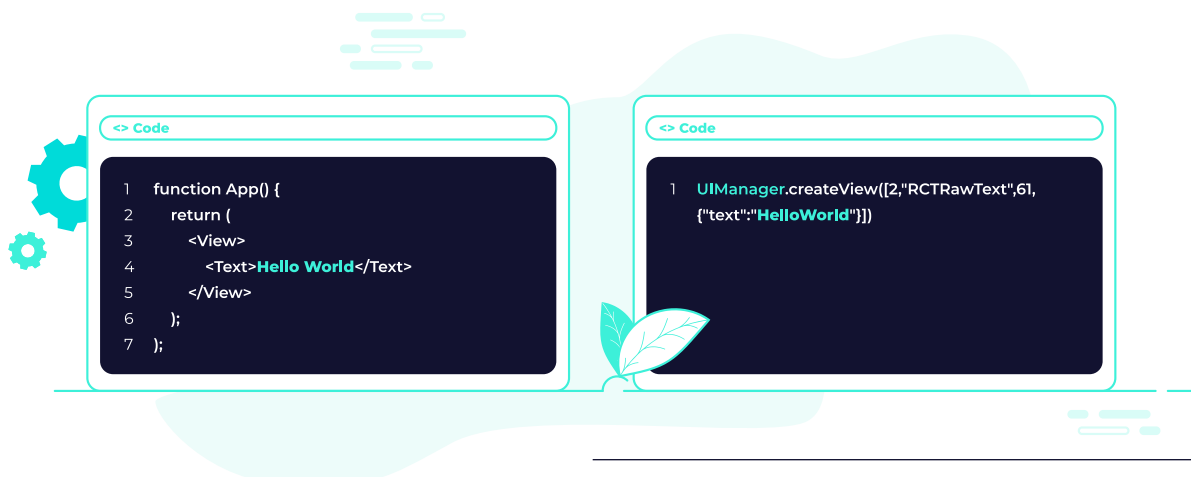 <> Code
1 function App() {
2 return (
3 <View>
4 <Text>Hello World</Text>
5 </View>
6 );
7 );
<> Code
1 UIManager.createView([2,"RCTRawText",61,
{"text":"HelloWorld"}])